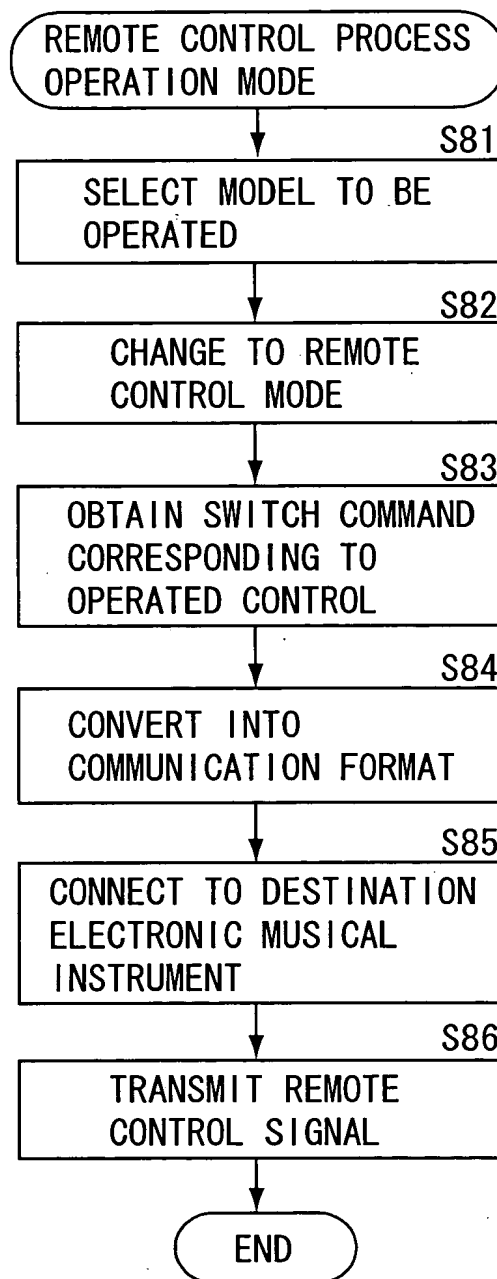 REMOTE CONTROL PROCESS
OPERATION MODE
S81
SELECT MODEL TO BE
OPERATED
S82
CHANGE TO REMOTE
CONTROL MODE
S83
OBTAIN SWITCH COMMAND
CORRESPONDING TO
OPERATED CONTROL
S84
CONVERT INTO
COMMUNICATION FORMAT
S85
CONNECT TO DESTINATION
ELECTRONIC MUSICAL
INSTRUMENT
S86
TRANSMIT REMOTE
CONTROL SIGNAL
END